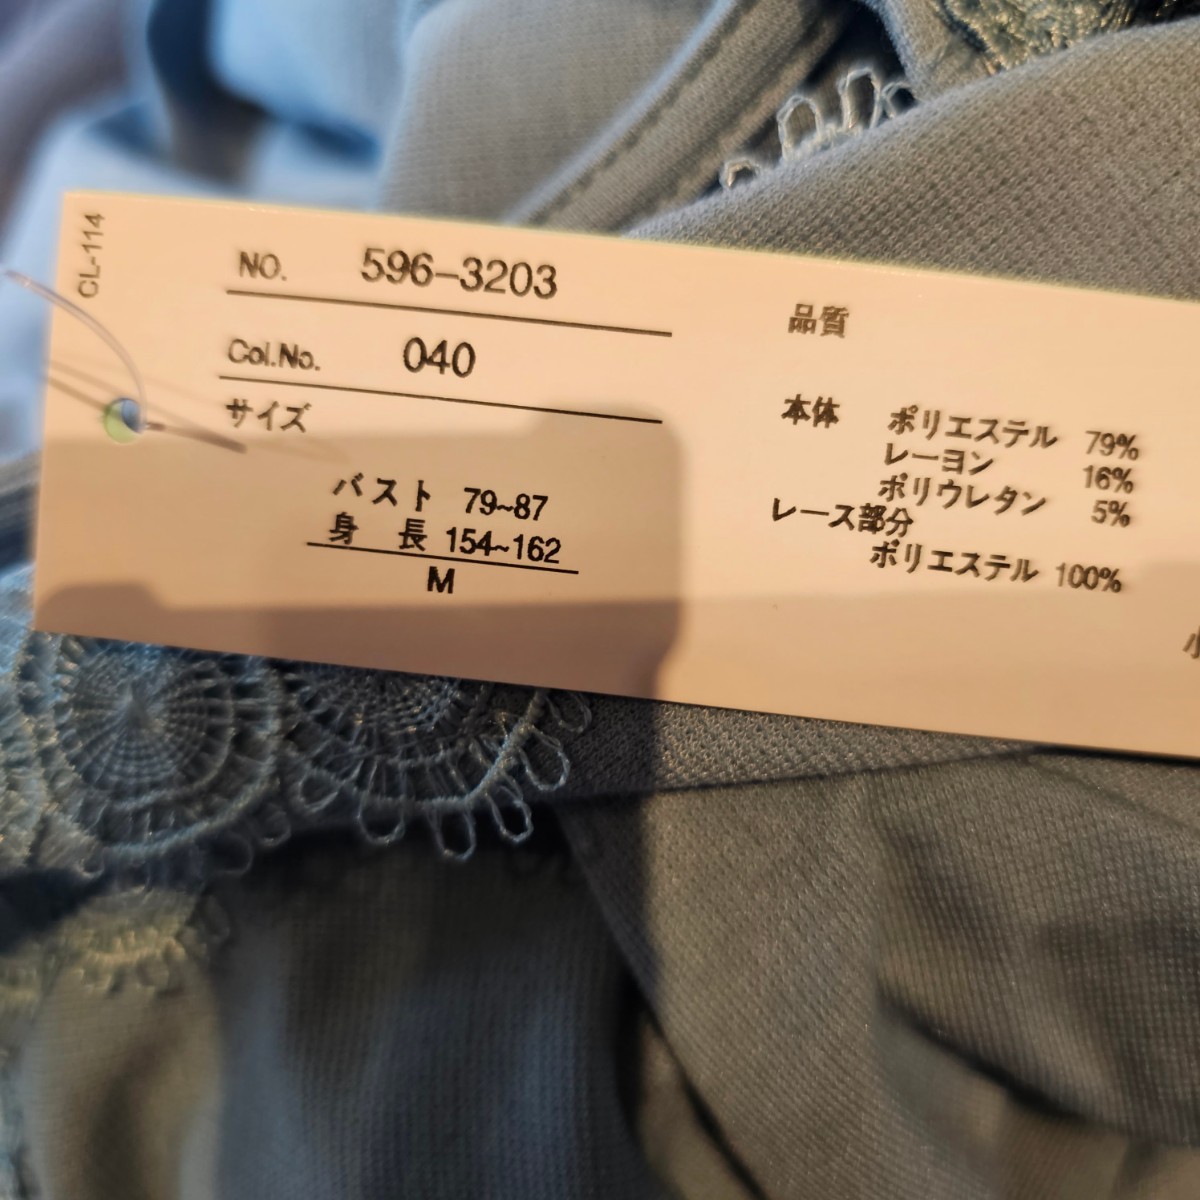 CL-114
NO. 596-3203
Col.No. 040
サイズ
バスト 79~87
身 長 154~162
M
品質
本体 ポリエステル 79%
レーヨン 16%
ポリウレタン 5%
レース部分
ポリエステル 100%